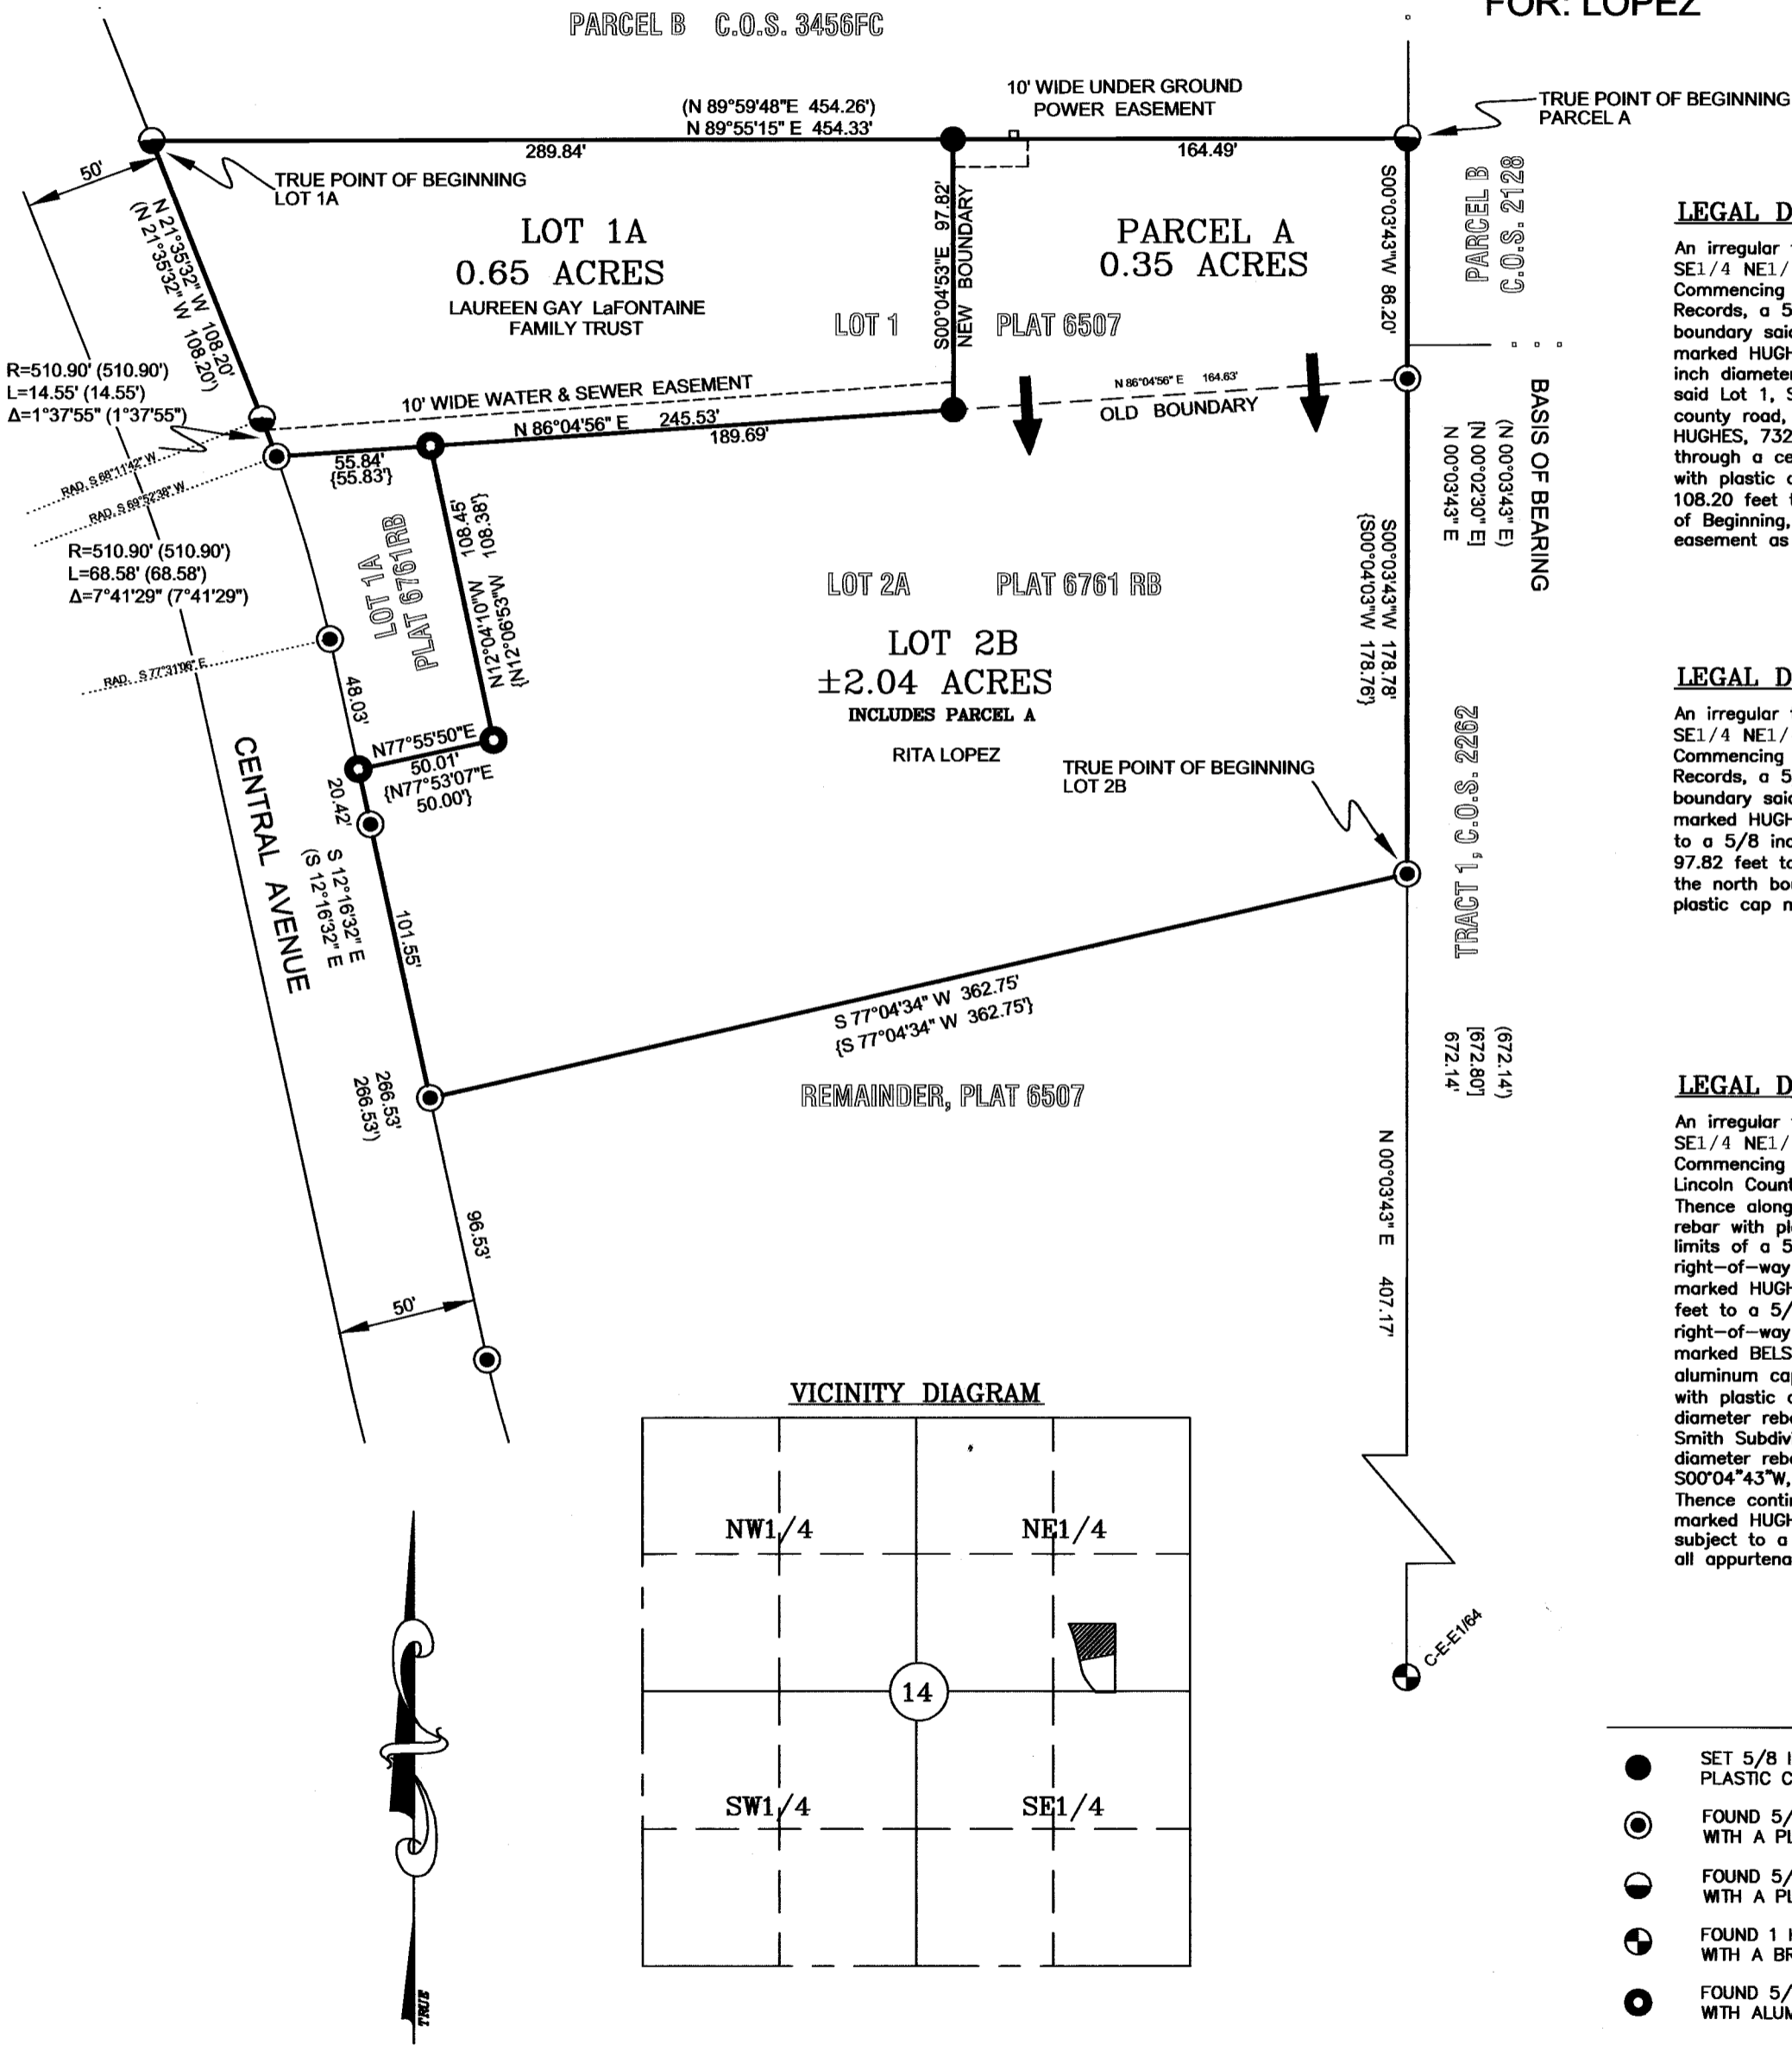 FOR: LOPEZ
PARCEL B C.O.S. 3456FC
(N 89°59'48"E 454.26')
N 89°55'15" E 454.33'
10' WIDE UNDER GROUND
POWER EASEMENT
TRUE POINT OF BEGINNING
PARCEL A
289.84'
164.49'
50'
TRUE POINT OF BEGINNING
LOT 1A
N 21°35'32" W 108.20'
(N 21°35'32" W 108.20')
LOT 1A
0.65 ACRES
LAUREEN GAY LaFONTAINE
FAMILY TRUST
S00°04'53"E 97.82'
NEW BOUNDARY
PARCEL A
0.35 ACRES
S00°03'43"W 86.20'
PARCEL B
C.O.S. 2128
LOT 1
PLAT 6507
R=510.90' (510.90')
L=14.55' (14.55')
Δ=1°37'55" (1°37'55")
10' WIDE WATER & SEWER EASEMENT
N 86°04'56" E 245.53'
189.69'
N 86°04'56" E 164.63'
OLD BOUNDARY
55.84'
{55.83'}
RAD. S 68°11'42" W
RAD. S 69°52'38" W
R=510.90' (510.90')
L=68.58' (68.58')
Δ=7°41'29" (7°41'29")
LOT 1A
PLAT 6761RB
N12°04'10"W 108.45'
{N12°06'53"W 108.38'}
RAD. S 77°31'06" E
48.03'
N77°55'50"E
50.01'
{N77°53'07"E
50.00'}
20.42'
LOT 2A
PLAT 6761 RB
LOT 2B
±2.04 ACRES
INCLUDES PARCEL A
RITA LOPEZ
TRUE POINT OF BEGINNING
LOT 2B
S00°03'43"W 178.78'
{S00°04'03"W 178.76'}
BASIS OF BEARING
(N 00°03'43" E)
[N 00°02'30" E]
N 00°03'43" E
TRACT 1, C.O.S. 2262
(672.14')
[672.80']
672.14'
N 00°03'43" E 407.17'
CENTRAL AVENUE
S 12°16'32" E
(S 12°16'32" E
101.55'
266.53'
266.53')
S 77°04'34" W 362.75'
{S 77°04'34" W 362.75'}
REMAINDER, PLAT 6507
96.53'
50'
C-E-E1/64
VICINITY DIAGRAM
NW1/4
NE1/4
14
SW1/4
SE1/4
TRUE
LEGAL D
An irregular
SE1/4 NE1/
Commencing
Records, a 5
boundary said
marked HUGH
inch diameter
said Lot 1, S
county road,
HUGHES, 732
through a ce
with plastic c
108.20 feet t
of Beginning,
easement as
LEGAL D
An irregular
SE1/4 NE1/
Commencing
Records, a 5
boundary said
marked HUGH
to a 5/8 inc
97.82 feet to
the north bou
plastic cap m
LEGAL D
An irregular
SE1/4 NE1/
Commencing
Lincoln Count
Thence along
rebar with pl
limits of a 5
right-of-way
marked HUGH
feet to a 5/
right-of-way
marked BELS
aluminum cap
with plastic c
diameter reb
Smith Subdiv
diameter reb
S00°04"43"W,
Thence contin
marked HUGH
subject to a
all appurtena
SET 5/8 I
PLASTIC C
FOUND 5/
WITH A PL
FOUND 5/
WITH A PL
FOUND 1 I
WITH A BR
FOUND 5/
WITH ALUM